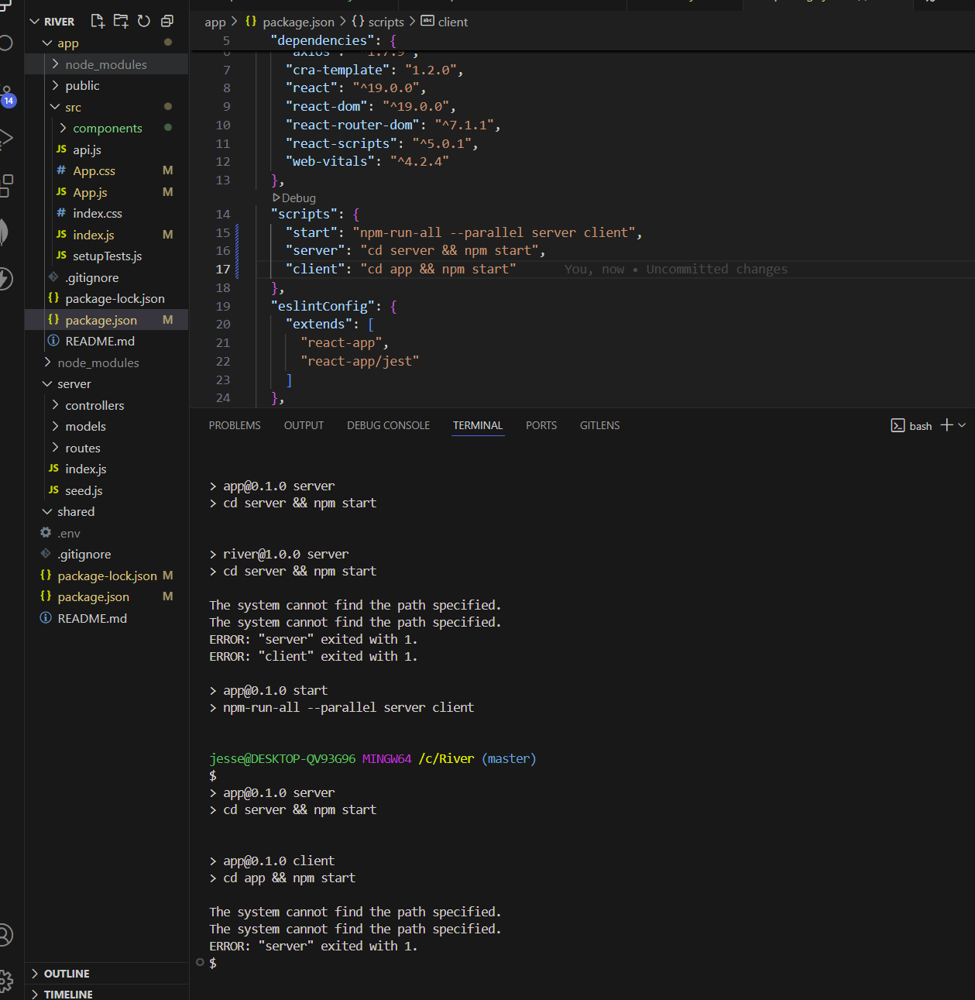 RIVER
app
node_modules
public
src
components
JS api.js
# App.css M
JS App.js M
# index.css
JS index.js M
JS setupTests.js
.gitignore
{} package-lock.json
{} package.json M
README.md
node_modules
server
controllers
models
routes
JS index.js
JS seed.js
shared
.env
.gitignore
{} package-lock.json M
{} package.json M
README.md
OUTLINE
TIMELINE
14
app > {} package.json > {} scripts > abc client
5 "dependencies": {
6 "axios": "^1.7.9",
7 "cra-template": "1.2.0",
8 "react": "^19.0.0",
9 "react-dom": "^19.0.0",
10 "react-router-dom": "^7.1.1",
11 "react-scripts": "^5.0.1",
12 "web-vitals": "^4.2.4"
13 },
Debug
14 "scripts": {
15 "start": "npm-run-all --parallel server client",
16 "server": "cd server && npm start",
17 "client": "cd app && npm start" You, now • Uncommitted changes
18 },
19 "eslintConfig": {
20 "extends": [
21 "react-app",
22 "react-app/jest"
23 ]
24 },
PROBLEMS OUTPUT DEBUG CONSOLE TERMINAL PORTS GITLENS
bash
> app@0.1.0 server
> cd server && npm start
> river@1.0.0 server
> cd server && npm start
The system cannot find the path specified.
The system cannot find the path specified.
ERROR: "server" exited with 1.
ERROR: "client" exited with 1.
> app@0.1.0 start
> npm-run-all --parallel server client
jesse@DESKTOP-QV93G96 MINGW64 /c/River (master)
$
> app@0.1.0 server
> cd server && npm start
> app@0.1.0 client
> cd app && npm start
The system cannot find the path specified.
The system cannot find the path specified.
ERROR: "server" exited with 1.
$